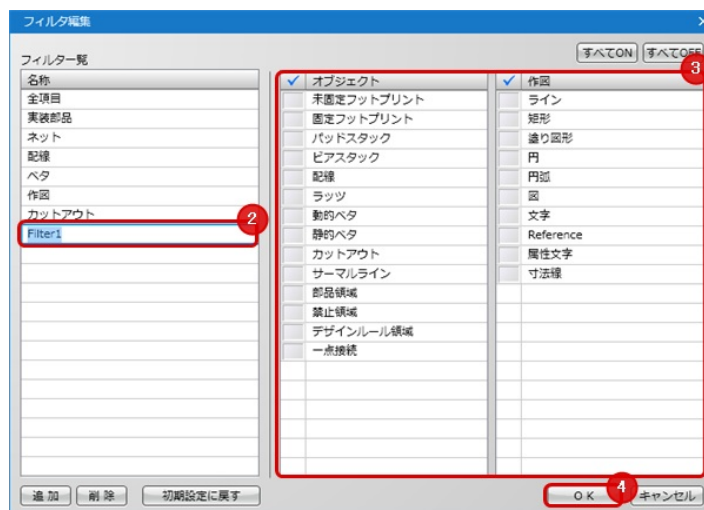 フィルタ編集
フィルター覧
すべてON
すべてOFF
3
名称
全項目
実装部品
ネット
配線
ベタ
作図
カットアウト
2
Filter1
オブジェクト
未固定フットプリント
固定フットプリント
パッドスタック
ビアスタック
配線
ラッツ
動的ベタ
静的ベタ
カットアウト
サーマルライン
部品領域
禁止領域
デザインルール領域
一点接続
作図
ライン
矩形
塗り図形
円
円弧
図
文字
Reference
属性文字
寸法線
追加
削除
初期設定に戻す
OK
4
キャンセル